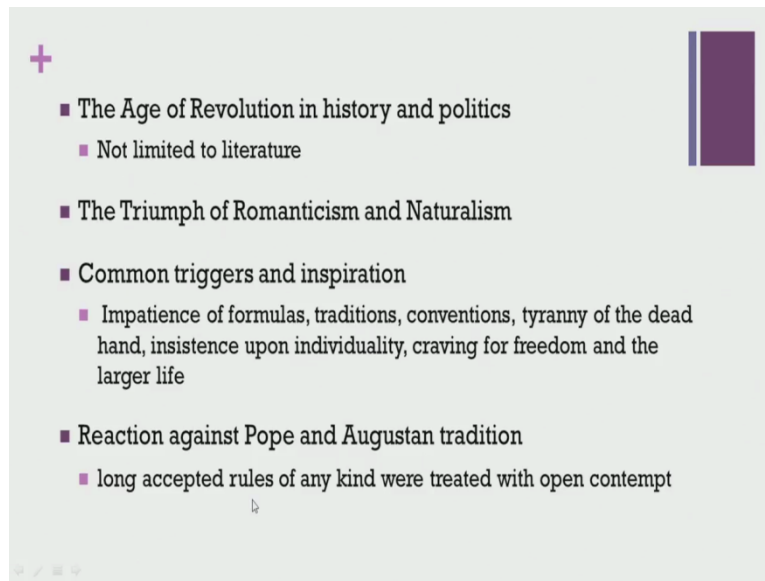 The Age of Revolution in history and politics
Not limited to literature
The Triumph of Romanticism and Naturalism
Common triggers and inspiration
Impatience of formulas, traditions, conventions, tyranny of the dead
hand, insistence upon individuality, craving for freedom and the
larger life
Reaction against Pope and Augustan tradition
long accepted rules of any kind were treated with open contempt